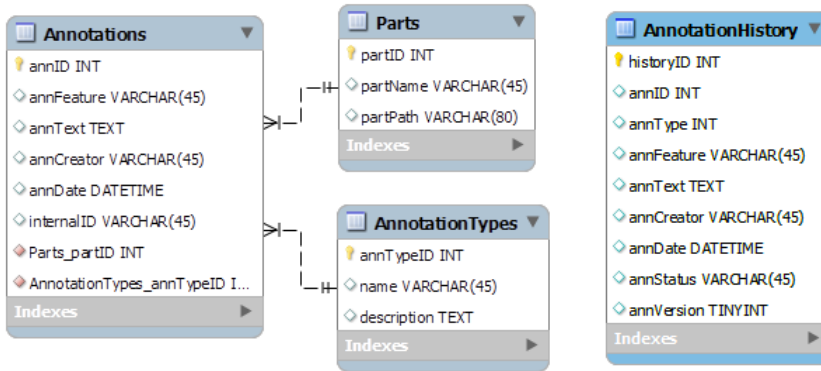 Annotations
annID INT
annFeature VARCHAR(45)
annText TEXT
annCreator VARCHAR(45)
annDate DATETIME
internalID VARCHAR(45)
Parts_partID INT
AnnotationTypes_annTypeID I...
Indexes
Parts
partID INT
partName VARCHAR(45)
partPath VARCHAR(80)
Indexes
AnnotationTypes
annTypeID INT
name VARCHAR(45)
description TEXT
Indexes
AnnotationHistory
historyID INT
annID INT
annType INT
annFeature VARCHAR(45)
annText TEXT
annCreator VARCHAR(45)
annDate DATETIME
annStatus VARCHAR(45)
annVersion TINYINT
Indexes